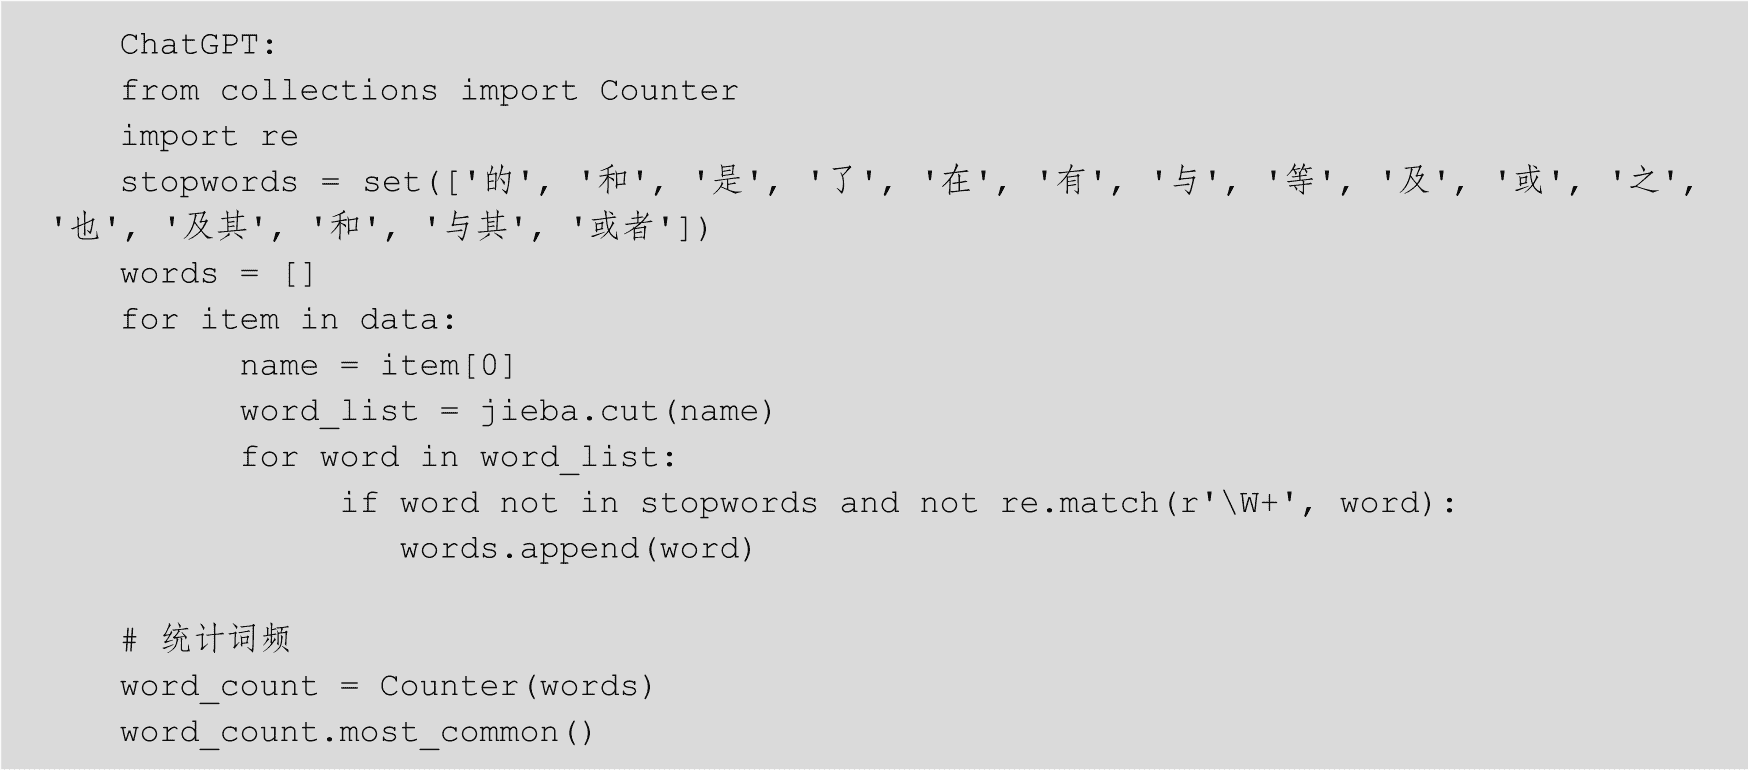 ChatGPT:
from collections import Counter
import re
stopwords = set(['的', '和', '是', '了', '在', '有', '与', '等', '及', '或', '之',
'也', '及其', '和', '与其', '或者'])
words = []
for item in data:
name = item[0]
word_list = jieba.cut(name)
for word in word_list:
if word not in stopwords and not re.match(r'\W+', word):
words.append(word)
# 统计词频
word_count = Counter(words)
word_count.most_common()